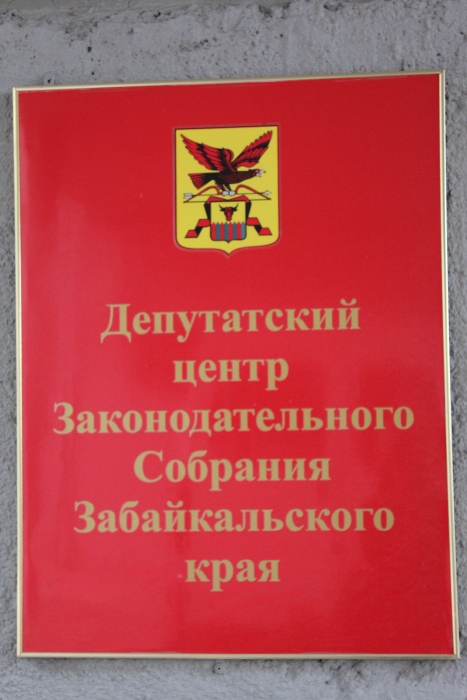 Депутатский
центр
Законодательного
Собрания
Забайкальского
края